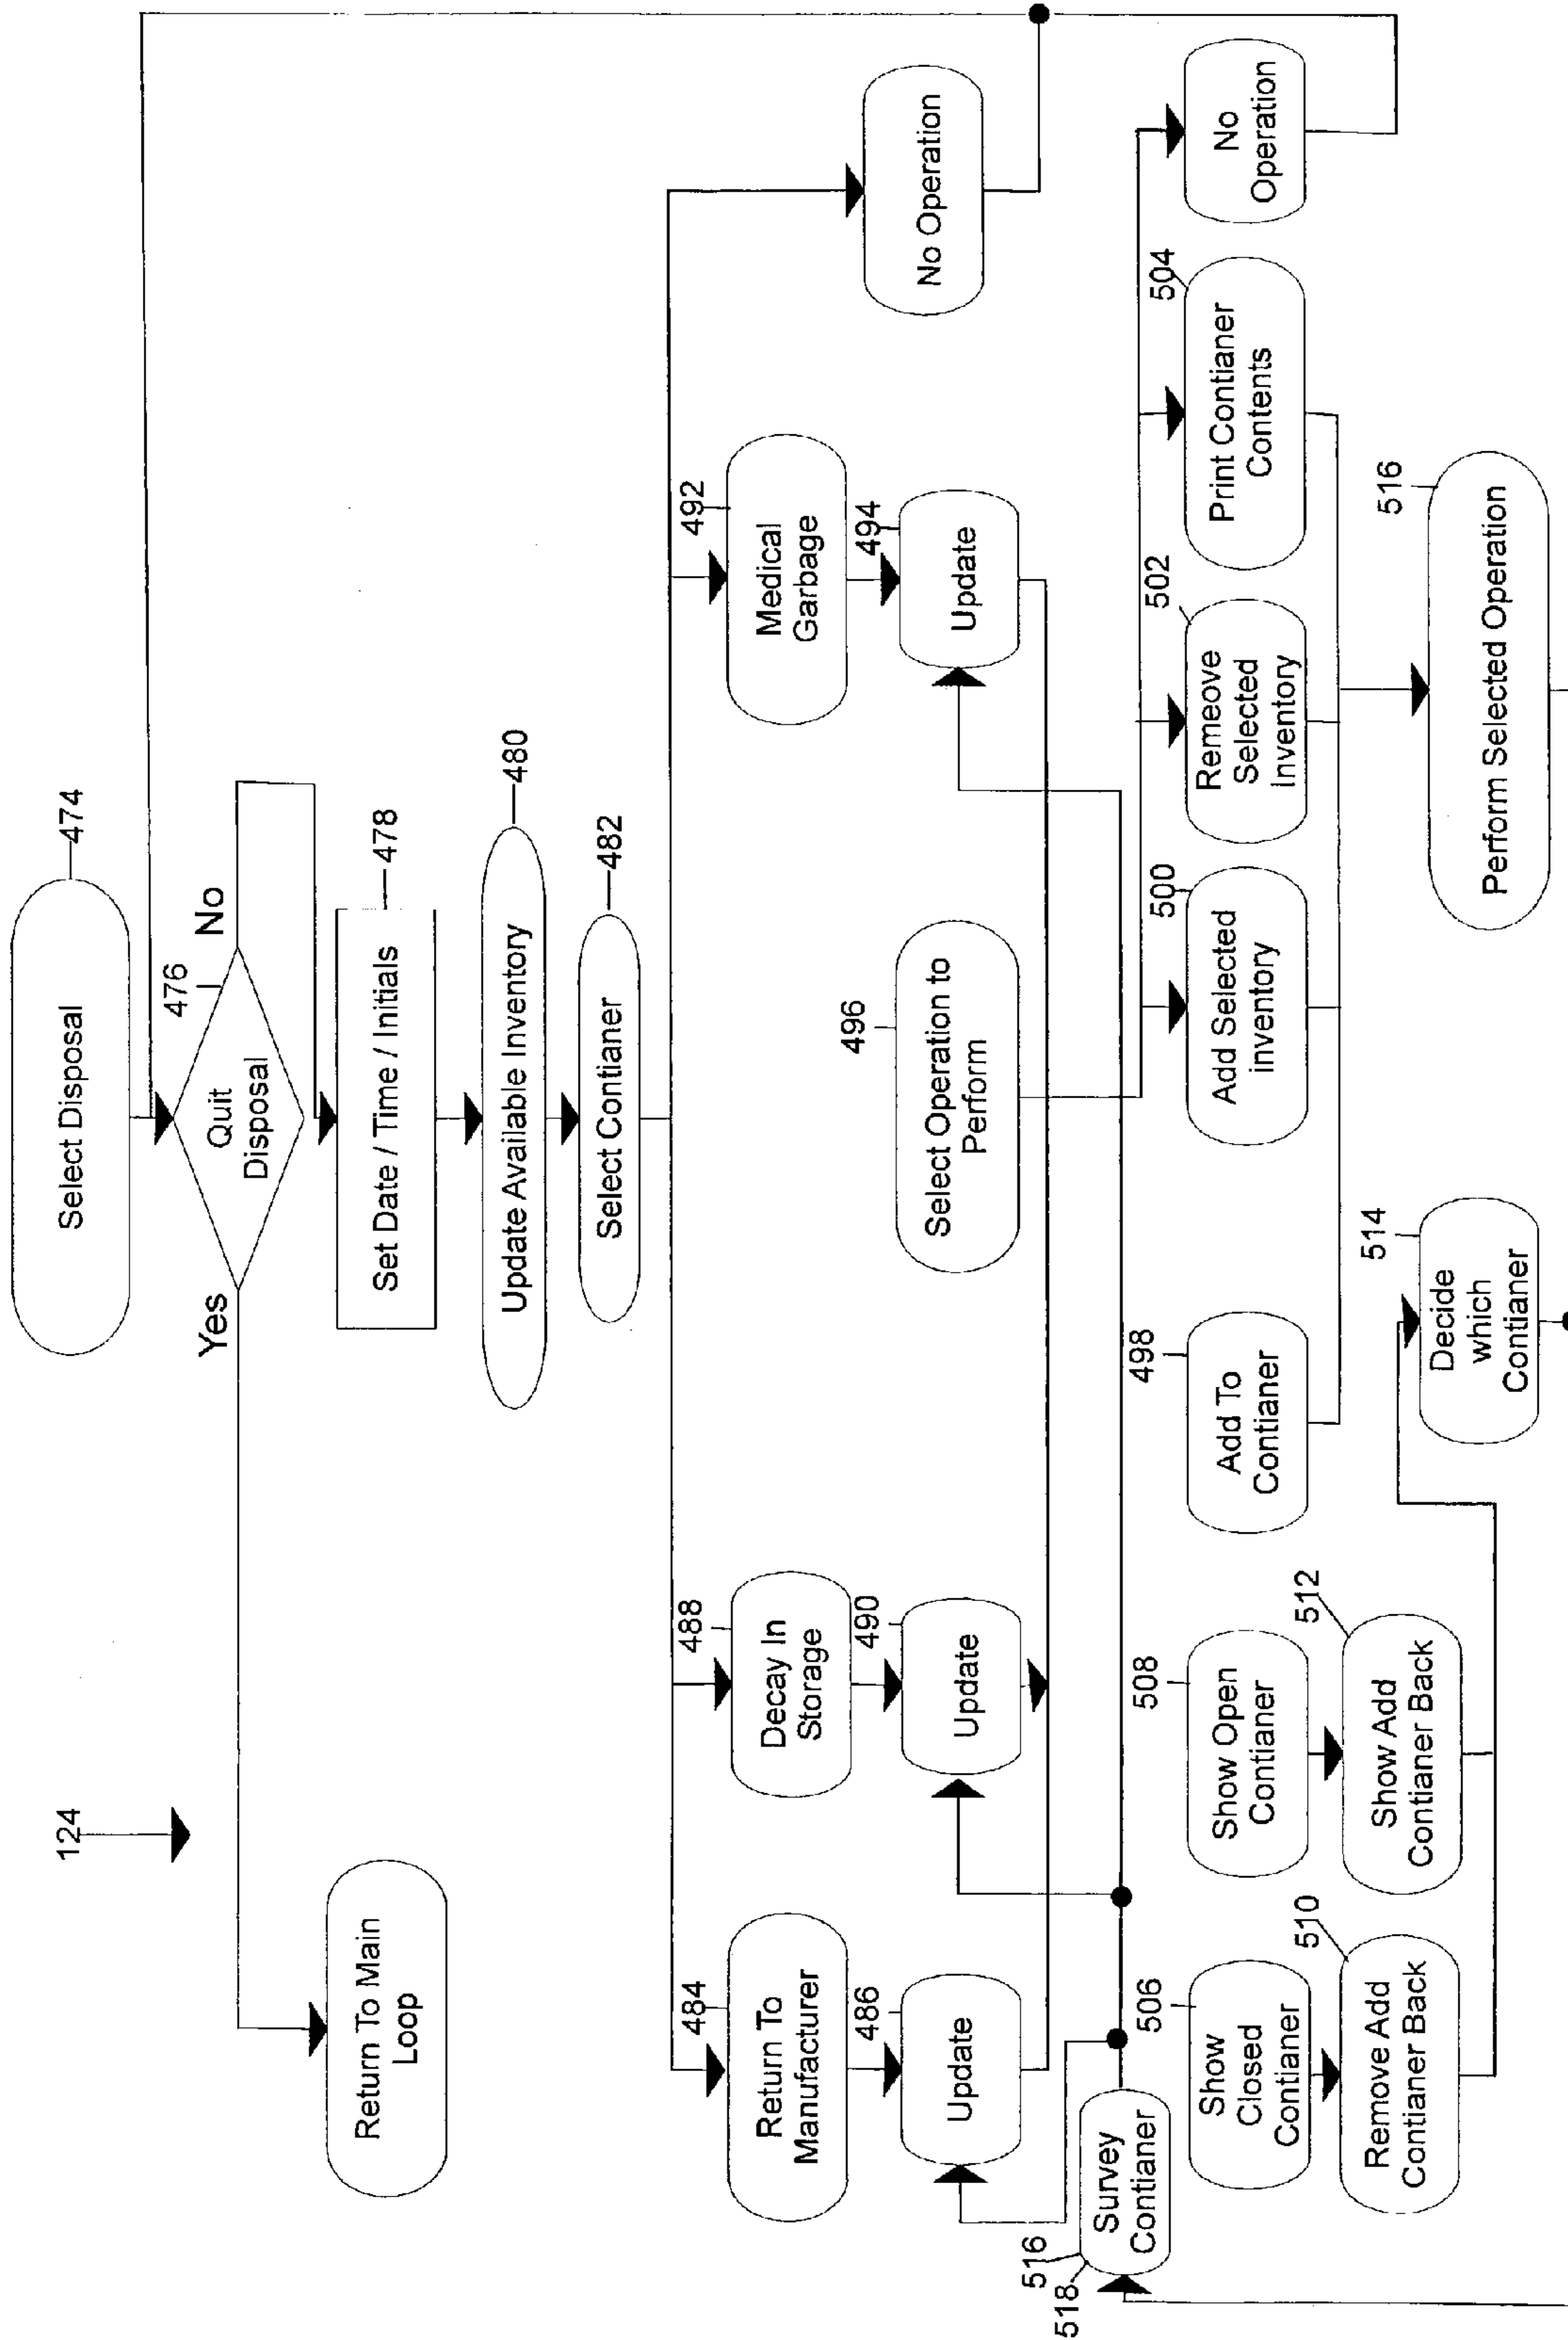 124
Select Disposal
474
476
Quit
Disposal
Yes
No
Return To Main
Loop
Set Date / Time / Initials
478
Update Available Inventory
480
Select Contianer
482
484
Return To
Manufacturer
488
Decay In
Storage
492
Medical
Garbage
486
Update
490
Update
494
Update
No Operation
496
Select Operation to
Perform
516
518
Survey
Contianer
506
Show
Closed
Contianer
508
Show Open
Contianer
498
Add To
Contianer
500
Add Selected
inventory
502
Remeove
Selected
inventory
504
Print Contianer
Contents
No
Operation
510
Remove Add
Contianer Back
512
Show Add
Contianer Back
514
Decide
which
Contianer
516
Perform Selected Operation